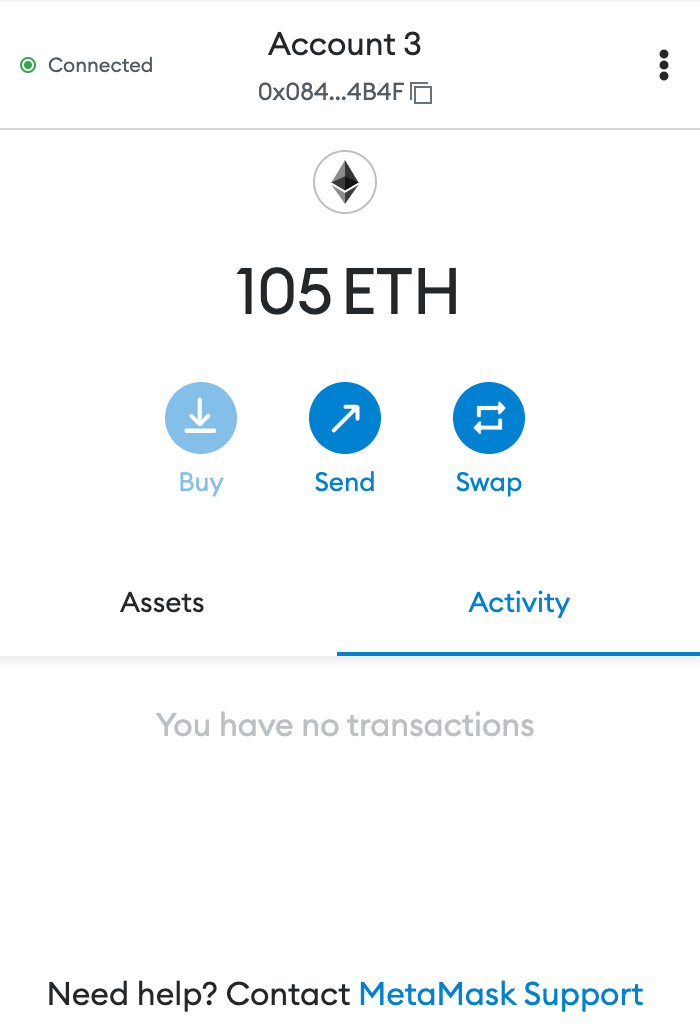 Account 3
Connected
0x084...4B4F
105 ETH
Buy Send Swap
Assets Activity
You have no transactions
Need help? Contact MetaMask Support